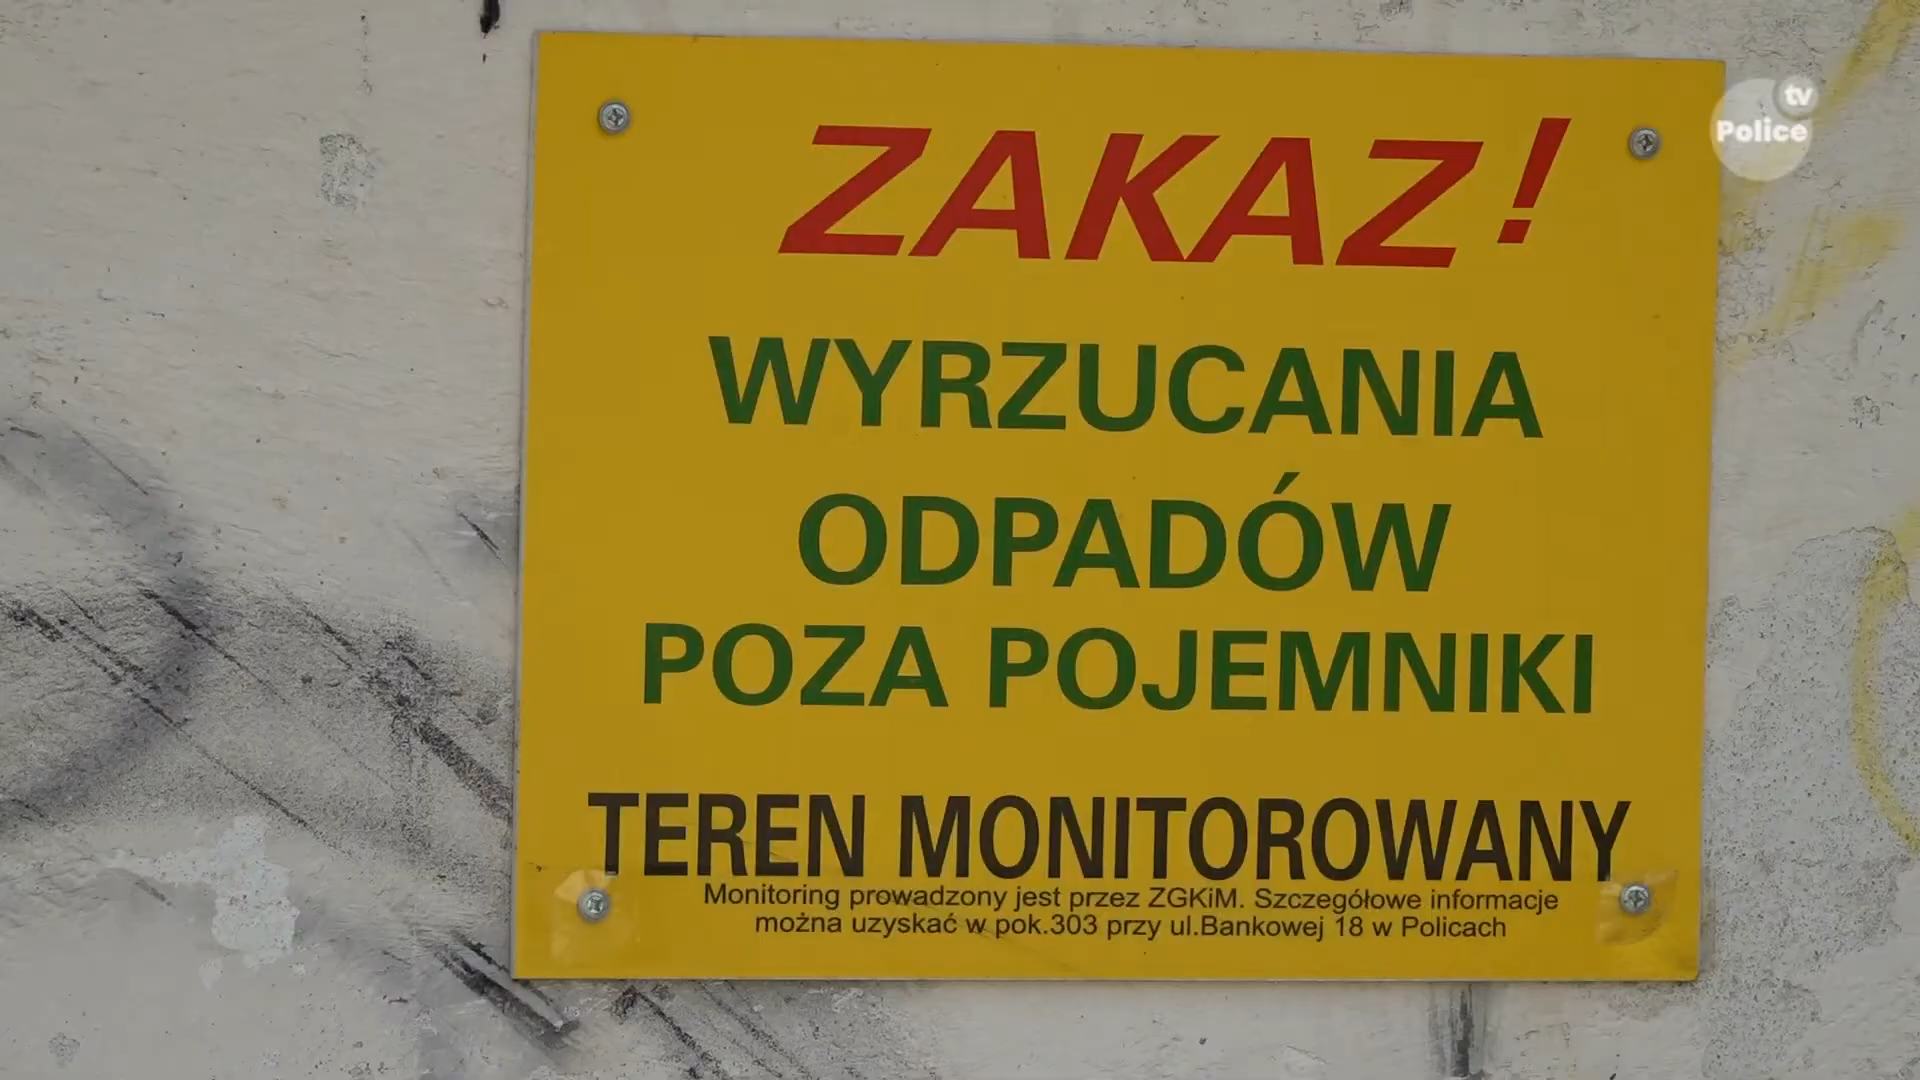 tv
Police
ZAKAZ!
WYRZUCANIA
ODPADÓW
POZA POJEMNIKI
TEREN MONITOROWANY
Monitoring prowadzony jest przez ZGKiM. Szczegółowe informacje
można uzyskać w pok.303 przy ul.Bankowej 18 w Policach